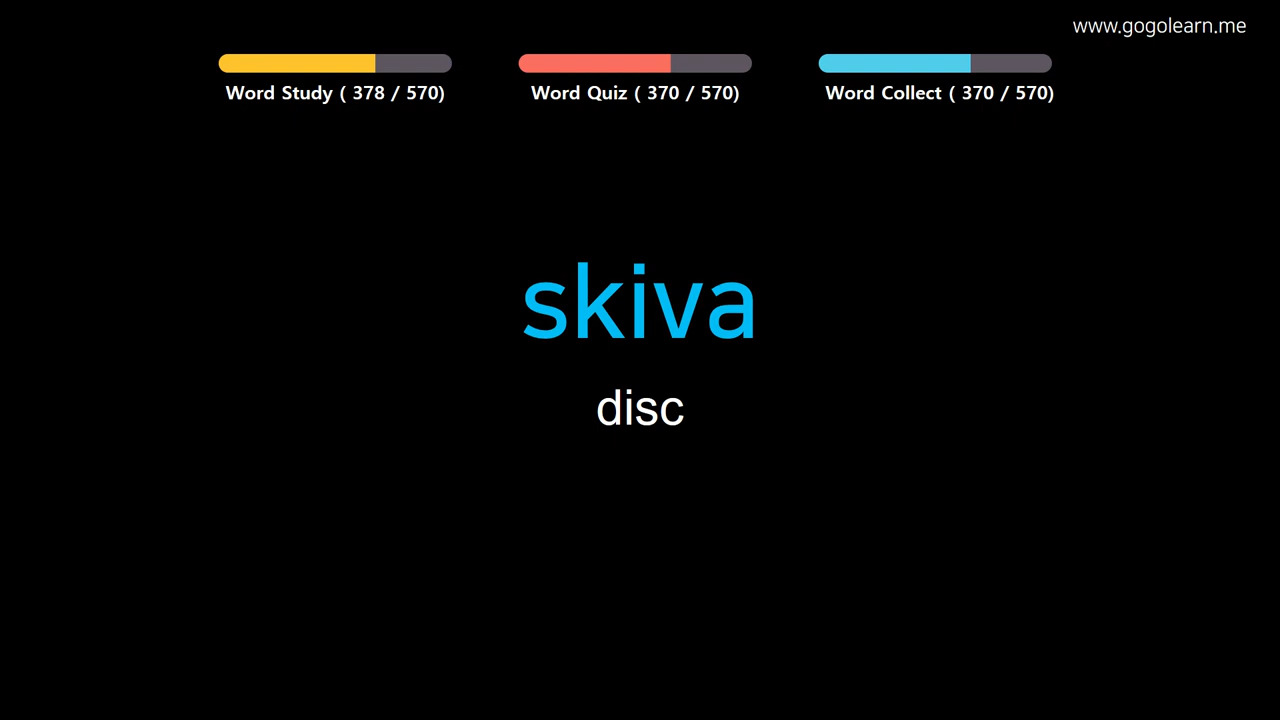 www.gogolearn.me
Word Study ( 378 / 570)
Word Quiz ( 370 / 570)
Word Collect ( 370 / 570)
skiva
disc